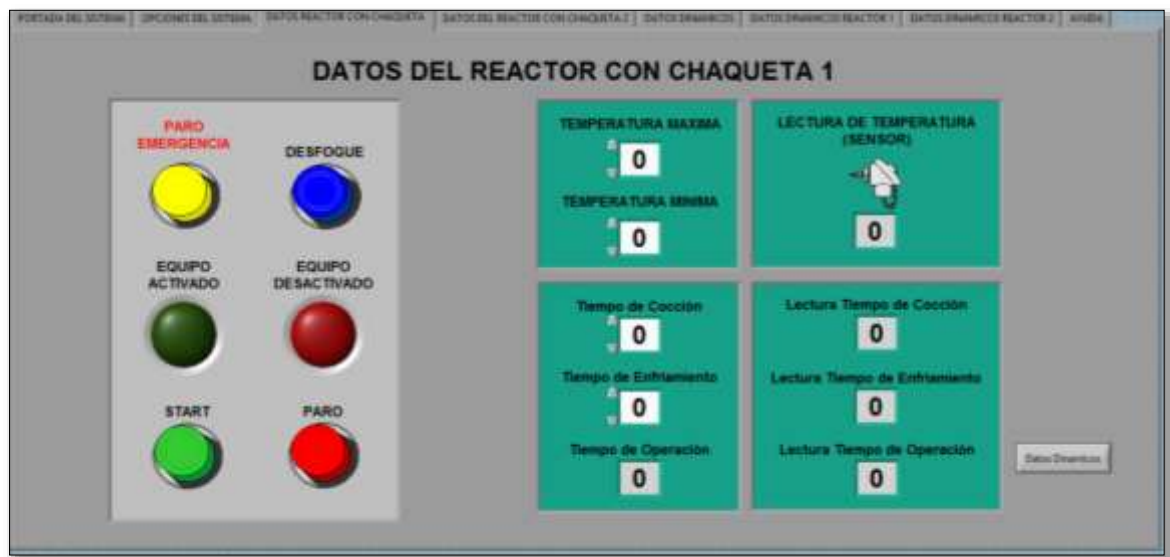 PORTADA DEL SISTEMA
OPCIONES DEL SISTEMA
DATOS REACTOR CON CHAQUETA
DATOS DEL REACTOR CON CHAQUETA 2
DATOS DINAMICOS
DATOS DINAMICOS REACTOR 1
DATOS DINAMICOS REACTOR 2
AYUDA
DATOS DEL REACTOR CON CHAQUETA 1
PARO
EMERGENCIA
DESFOGUE
EQUIPO
ACTIVADO
EQUIPO
DESACTIVADO
START
PARO
TEMPERATURA MAXIMA
0
TEMPERATURA MINIMA
0
LECTURA DE TEMPERATURA
(SENSOR)
0
Tiempo de Cocción
0
Tiempo de Enfriamiento
0
Tiempo de Operación
0
Lectura Tiempo de Cocción
0
Lectura Tiempo de Enfriamiento
0
Lectura Tiempo de Operación
0
Datos Dinamicos